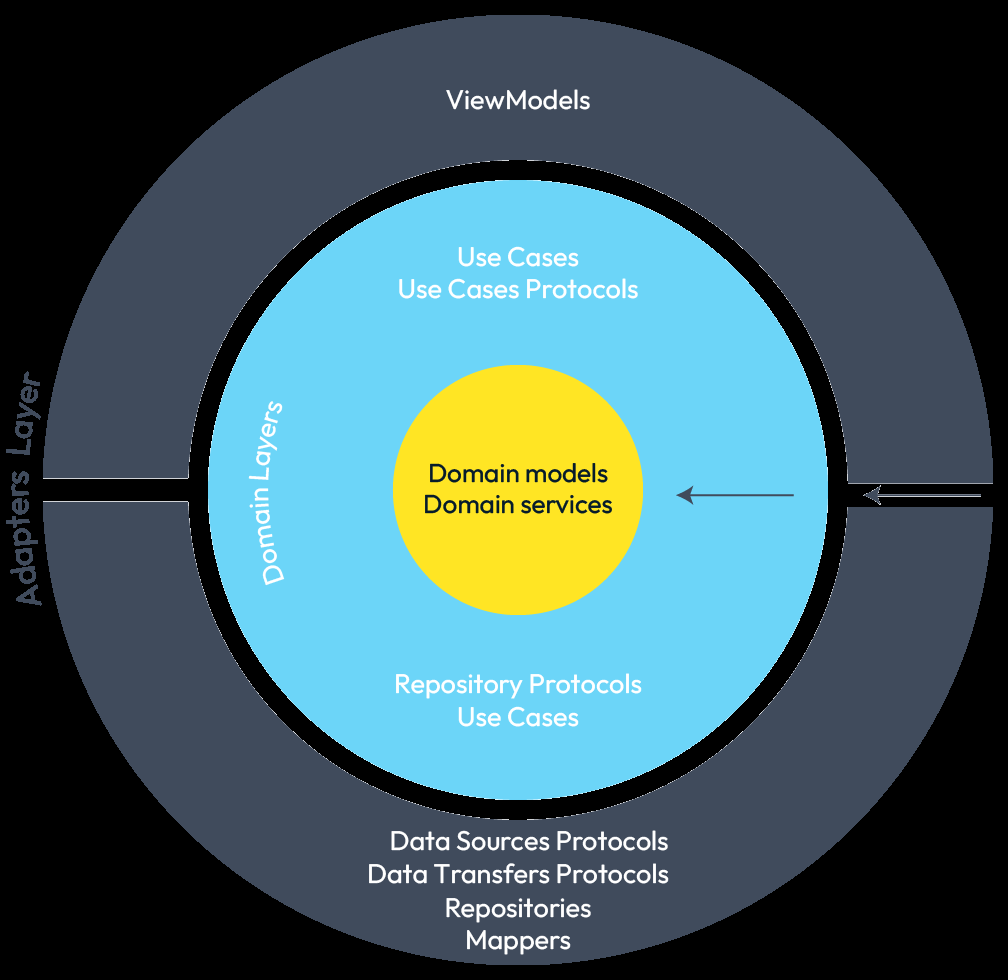 ViewModels
Use Cases
Use Cases Protocols
Adapters Layer
Domain Layers
Domain models
Domain services
Repository Protocols
Use Cases
Data Sources Protocols
Data Transfers Protocols
Repositories
Mappers